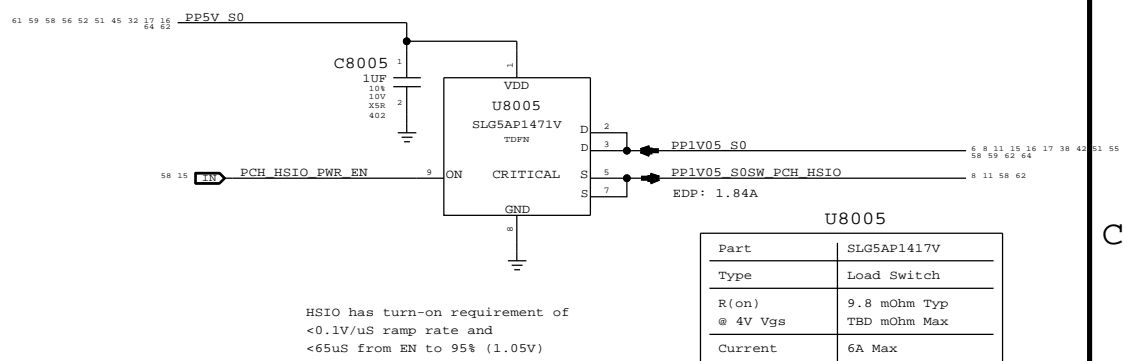 61 59 58 56 52 51 45 32 17 16
64 62
PP5V_S0
C8005
1UF
10%
10V
X5R
402
1
2
1
VDD
U8005
SLG5AP1471V
TDFN
D 2
D 3
PP1V05_S0
6 8 11 15 16 17 38 42 51 55
58 59 62 64
58 15
IN
PCH_HSIO_PWR_EN
9
ON
CRITICAL
S 5
S 7
PP1V05_S0SW_PCH_HSIO
8 11 58 62
EDP: 1.84A
GND
8
C
U8005
Part SLG5AP1417V
Type Load Switch
R(on) 9.8 mOhm Typ
@ 4V Vgs TBD mOhm Max
Current 6A Max
HSIO has turn-on requirement of
<0.1V/uS ramp rate and
<65uS from EN to 95% (1.05V)